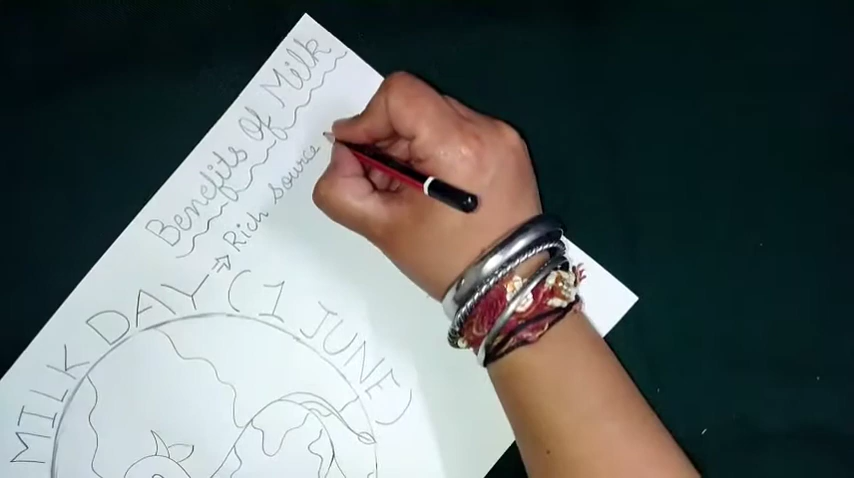 Benefits Of Milk
⇒ Rich source
MILK DAY (1 JUNE)